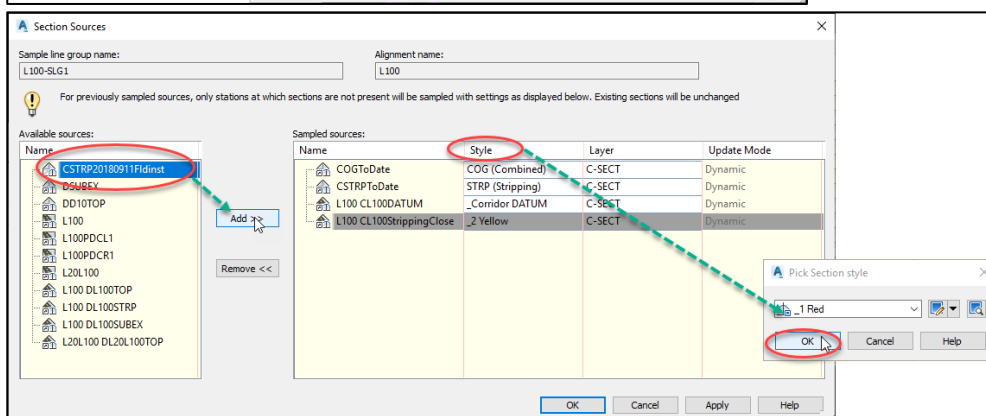 Section Sources
Sample line group name:
Alignment name:
L100-SLG1
L100
For previously sampled sources, only stations at which sections are not present will be sampled with settings as displayed below. Existing sections will be unchanged
Available sources:
Sampled sources:
Name
CSTRP20180911FIdinst
DSUBEX
DD10TOP
L100
L100PDCL1
L100PDCR1
L20L100
L100 DL100TOP
L100 DL100STRP
L100 DL100SUBEX
L20L100 DL20L100TOP
Add >>
Remove <<
Name Style Layer Update Mode
COGToDate COG (Combined) C-SECT Dynamic
CSTRPToDate STRP (Stripping) C-SECT Dynamic
L100 CL100DATUM _Corridor DATUM C-SECT Dynamic
L100 CL100StrippingClose _2 Yellow C-SECT Dynamic
Pick Section style
_1 Red
OK Cancel Help
OK Cancel Apply Help